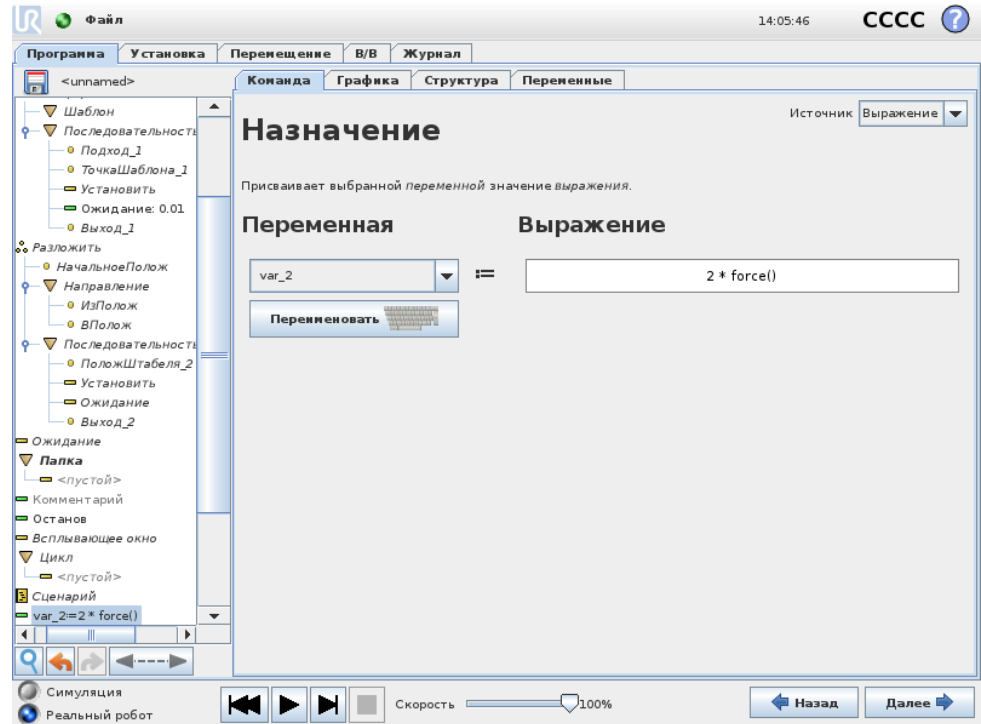 UR Файл 14:05:46 CCCC ?
Программа Установка Перемещение В/В Журнал
<unnamed>
Команда Графика Структура Переменные
Шаблон
Последовательность
Подход_1
ТочкаШаблона_1
Установить
Ожидание: 0.01
Выход_1
Разложить
НачальноеПолож
Направление
ИзПолож
ВПолож
Последовательность
ПоложШтабеля_2
Установить
Ожидание
Выход_2
Ожидание
Папка
<пустой>
Комментарий
Останов
Всплывающее окно
Цикл
<пустой>
Сценарий
var_2:=2 * force()
Источник Выражение
Назначение
Присваивает выбранной переменной значение выражения.
Переменная Выражение
var_2 := 2 * force()
Переименовать
Симуляция
Реальный робот
Скорость 100%
Назад Далее